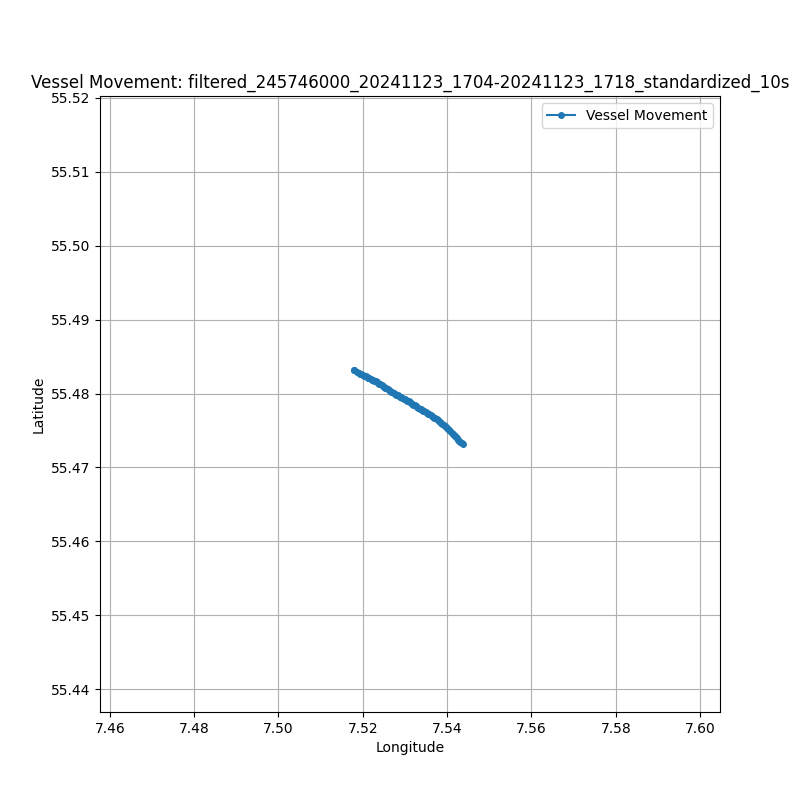 Vessel Movement: filtered_245746000_20241123_1704-20241123_1718_standardized_10s
Vessel Movement
55.52
55.51
55.50
55.49
55.48
55.47
55.46
55.45
55.44
Latitude
7.46 7.48 7.50 7.52 7.54 7.56 7.58 7.60
Longitude